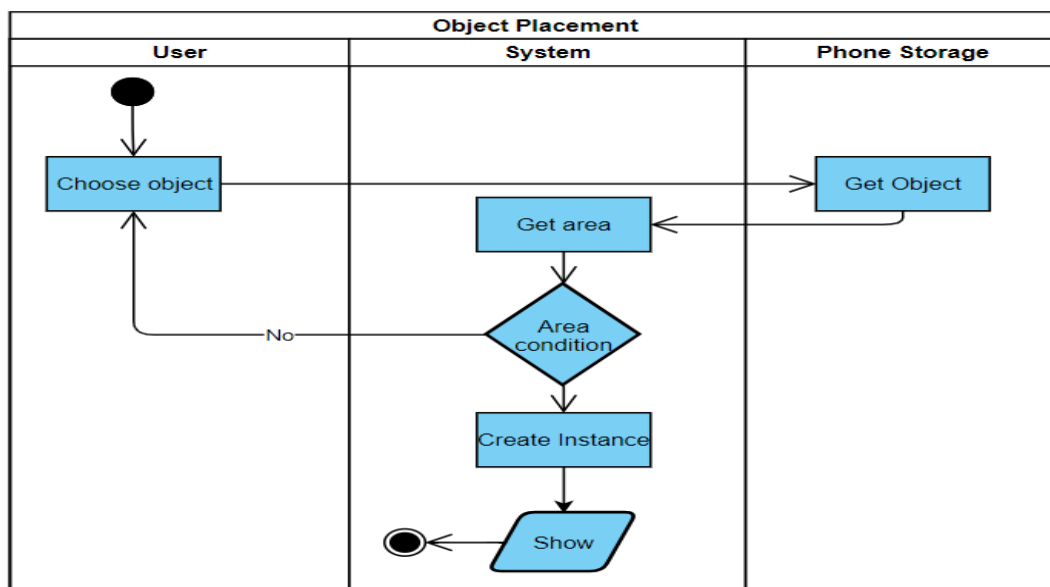 Object Placement
User
System
Phone Storage
Choose object
Get Object
Get area
Area
condition
No
Create Instance
Show